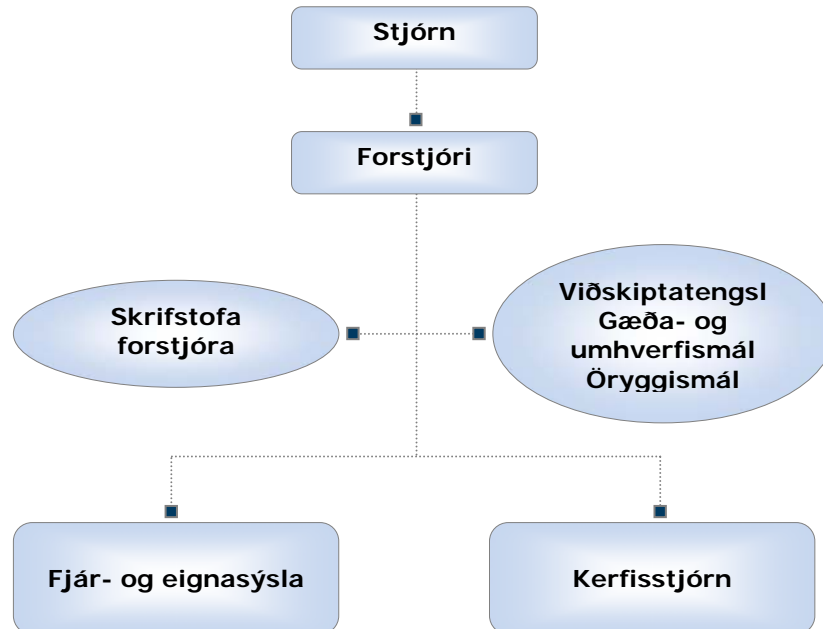 Stjórn
Forstjóri
Skrifstofa
forstjóra
Viðskiptatengsl
Gæða- og
umhverfismál
Öryggismál
Fjár- og eignasýsla
Kerfisstjórn